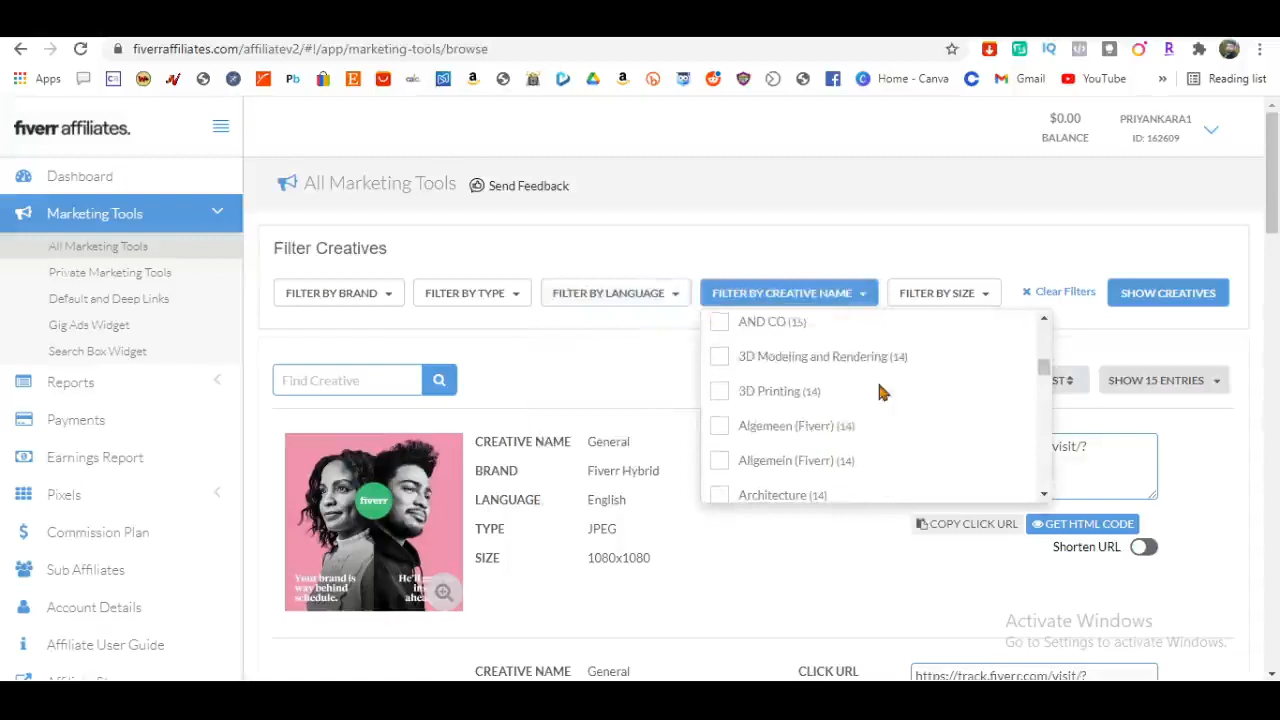 fiverraffiliates.com/affiliatev2/#!/app/marketing-tools/browse
Apps
Home - Canva
Gmail
YouTube
»
Reading list
fiverr affiliates.
$0.00
BALANCE
PRIYANKARA1
ID: 162609
Dashboard
Marketing Tools
All Marketing Tools
Private Marketing Tools
Default and Deep Links
Gig Ads Widget
Search Box Widget
Reports
Payments
Earnings Report
Pixels
Commission Plan
Sub Affiliates
Account Details
Affiliate User Guide
All Marketing Tools
Send Feedback
Filter Creatives
FILTER BY BRAND
FILTER BY TYPE
FILTER BY LANGUAGE
FILTER BY CREATIVE NAME
FILTER BY SIZE
Clear Filters
SHOW CREATIVES
AND CO (15)
3D Modeling and Rendering (14)
3D Printing (14)
Algemeen (Fiverr) (14)
Allgemein (Fiverr) (14)
Architecture (14)
Find Creative
SHOW 15 ENTRIES
fiverr
Your brand is
way behind
schedule.
CREATIVE NAME General
BRAND Fiverr Hybrid
LANGUAGE English
TYPE JPEG
SIZE 1080x1080
visit/?
COPY CLICK URL
GET HTML CODE
Shorten URL
Activate Windows
Go to Settings to activate Windows.
CREATIVE NAME General
CLICK URL
https://track.fiverr.com/visit/?